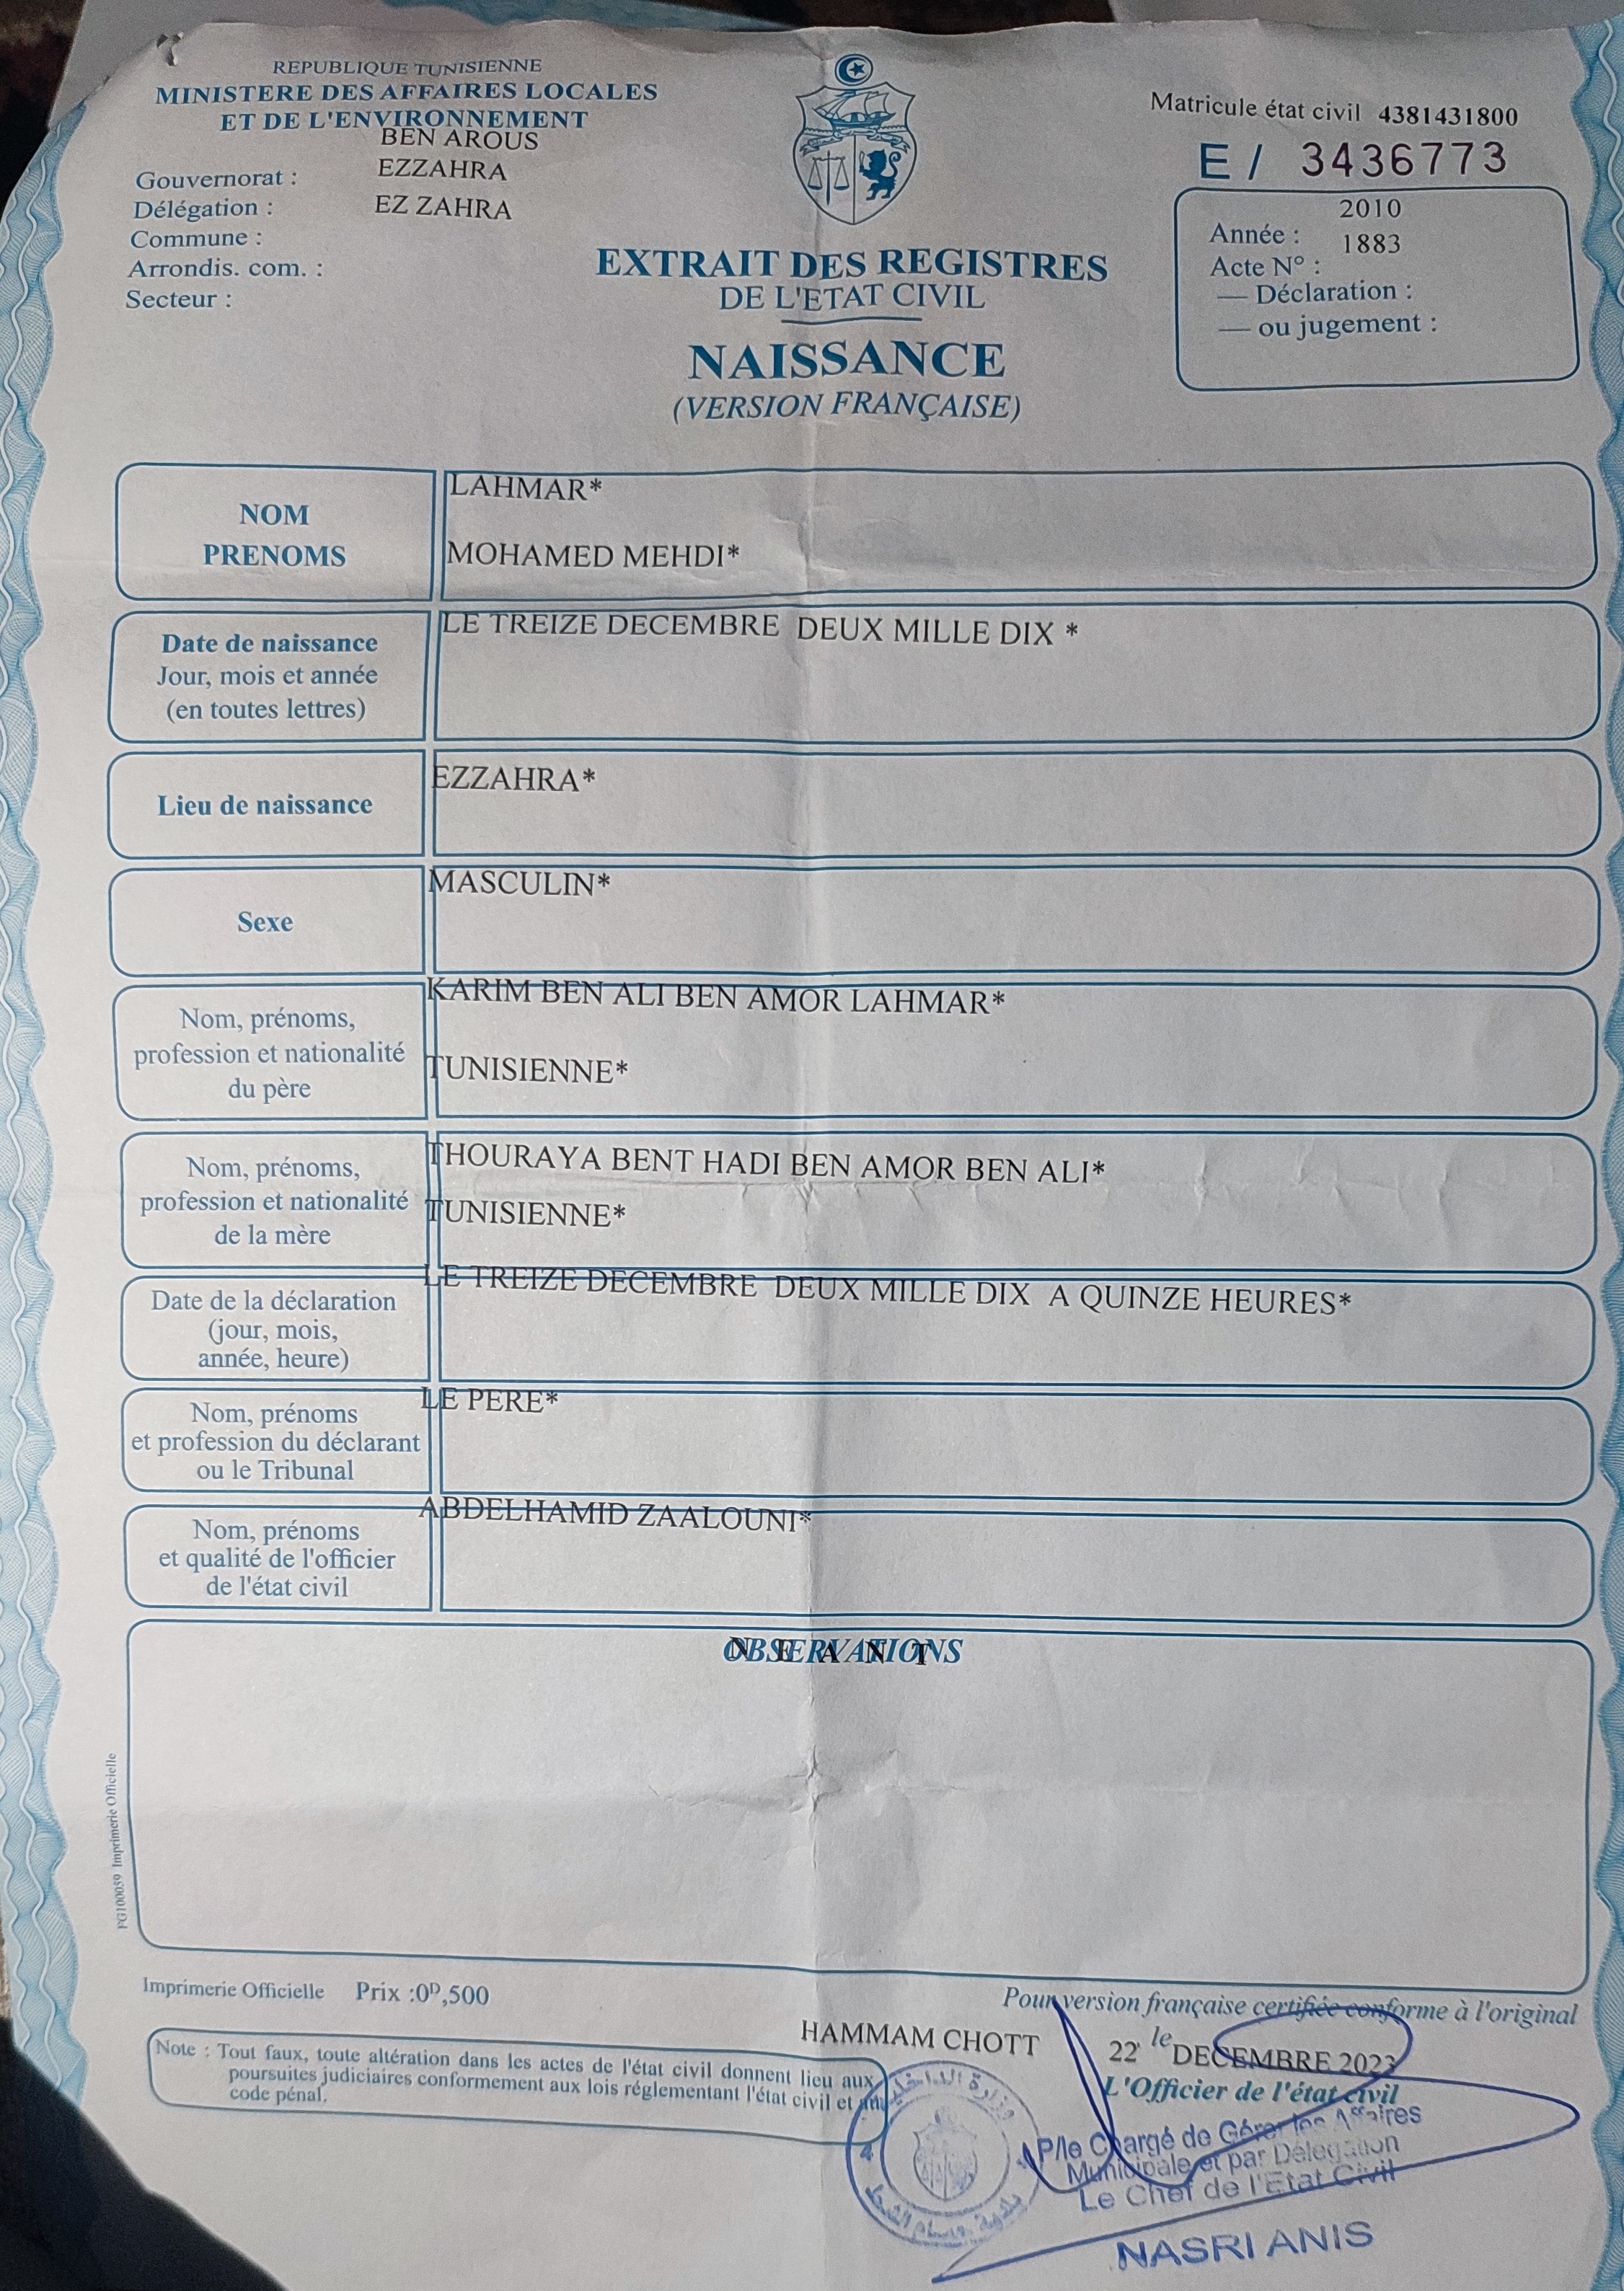 REPUBLIQUE TUNISIENNE
MINISTERE DES AFFAIRES LOCALES
ET DE L'ENVIRONNEMENT
BEN AROUS
Gouvernorat :
EZZAHRA
Délégation :
EZ ZAHRA
Commune :
Arrondis. com. :
Secteur :
Matricule état civil 4381431800
E / 3436773
2010
Année :
1883
Acte N° :
— Déclaration :
— ou jugement :
EXTRAIT DES REGISTRES
DE L'ETAT CIVIL
NAISSANCE
(VERSION FRANÇAISE)
NOM
LAHMAR*
PRENOMS
MOHAMED MEHDI*
Date de naissance
Jour, mois et année
(en toutes lettres)
LE TREIZE DECEMBRE DEUX MILLE DIX *
Lieu de naissance
EZZAHRA*
Sexe
MASCULIN*
Nom, prénoms,
profession et nationalité
du père
KARIM BEN ALI BEN AMOR LAHMAR*
TUNISIENNE*
Nom, prénoms,
profession et nationalité
de la mère
THOURAYA BENT HADI BEN AMOR BEN ALI*
TUNISIENNE*
Date de la déclaration
(jour, mois,
année, heure)
LE TREIZE DECEMBRE DEUX MILLE DIX A QUINZE HEURES*
Nom, prénoms
et profession du déclarant
ou le Tribunal
LE PERE*
Nom, prénoms
et qualité de l'officier
de l'état civil
ABDELHAMID ZAALOUNI*
OBSERVATIONS
N E A N T
PG100059 Imprimerie Officielle
Imprimerie Officielle Prix :0ᴰ,500
Note : Tout faux, toute altération dans les actes de l'état civil donnent lieu aux
poursuites judiciaires conformement aux lois réglementant l'état civil et au
code pénal.
Pour version française certifiée conforme à l'original
HAMMAM CHOTT 22 le DECEMBRE 2023
L'Officier de l'état civil
P/le Chargé de Gérer les Affaires
Municipale et par Délégation
Le Chef de l'Etat Civil
NASRI ANIS
وزارة الداخلية